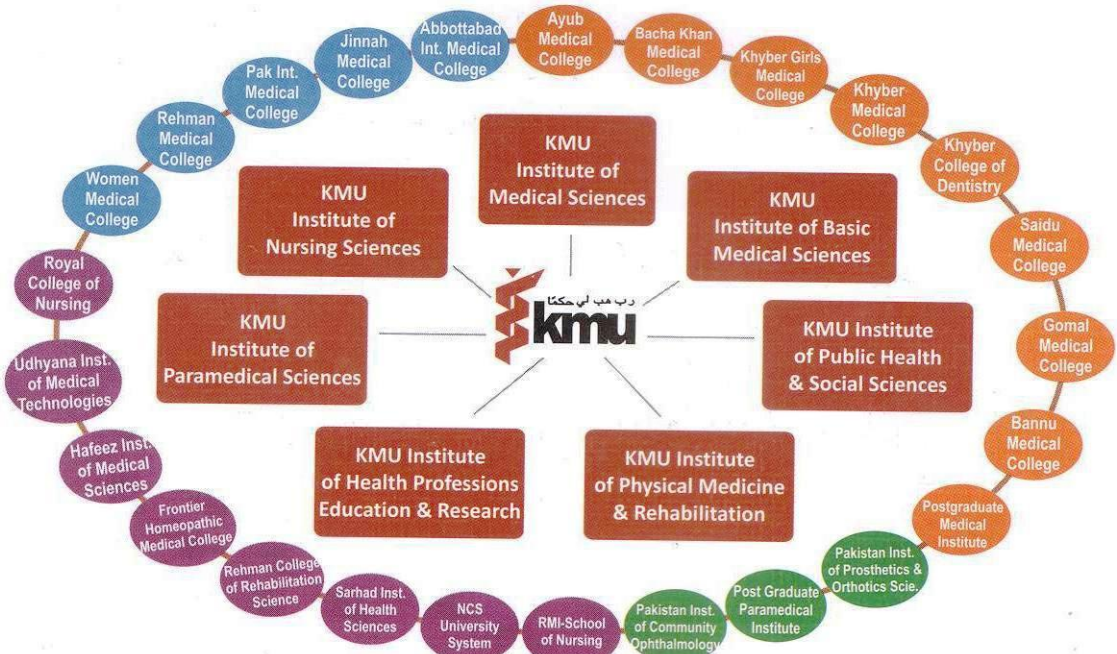 Abbottabad
Int. Medical
College
Ayub
Medical
College
Bacha Khan
Medical
College
Khyber Girls
Medical
College
Khyber
Medical
College
Khyber
College of
Dentistry
Saidu
Medical
College
Gomal
Medical
College
Bannu
Medical
College
Postgraduate
Medical
Institute
Pakistan Inst.
of Prosthetics &
Orthotics Scie.
Post Graduate
Paramedical
Institute
Pakistan Inst.
of Community
Ophthalmology
RMI-School
of Nursing
NCS
University
System
Sarhad Inst.
of Health
Sciences
Rehman College
of Rehabilitation
Science
Frontier
Homeopathic
Medical College
Hafeez Inst.
of Medical
Sciences
Udhyana Inst.
of Medical
Technologies
Royal
College of
Nursing
Women
Medical
College
Rehman
Medical
College
Pak Int.
Medical
College
Jinnah
Medical
College
KMU
Institute of
Medical Sciences
KMU
Institute of Basic
Medical Sciences
KMU Institute
of Public Health
& Social Sciences
KMU Institute
of Physical Medicine
& Rehabilitation
KMU Institute
of Health Professions
Education & Research
KMU
Institute of
Paramedical Sciences
KMU
Institute of
Nursing Sciences
رب هب لي حكمًا
kmu